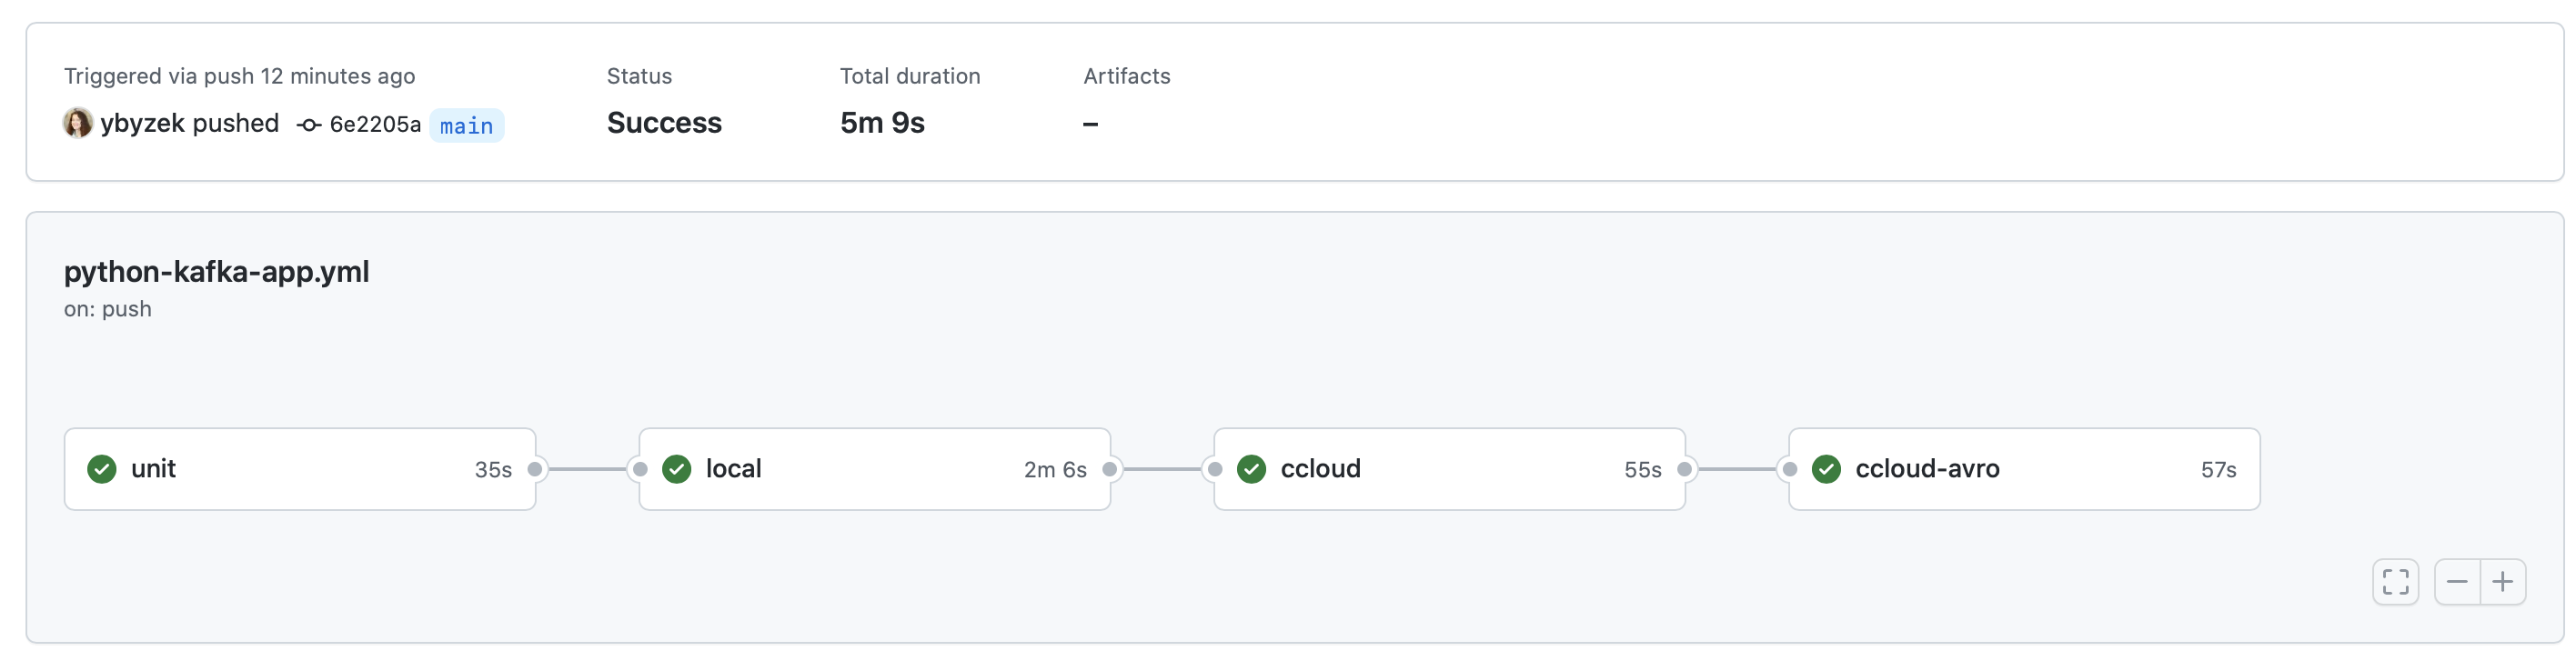 Triggered via push 12 minutes ago
ybyzek pushed 6e2205a main
Status
Success
Total duration
5m 9s
Artifacts
–
python-kafka-app.yml
on: push
unit 35s
local 2m 6s
ccloud 55s
ccloud-avro 57s